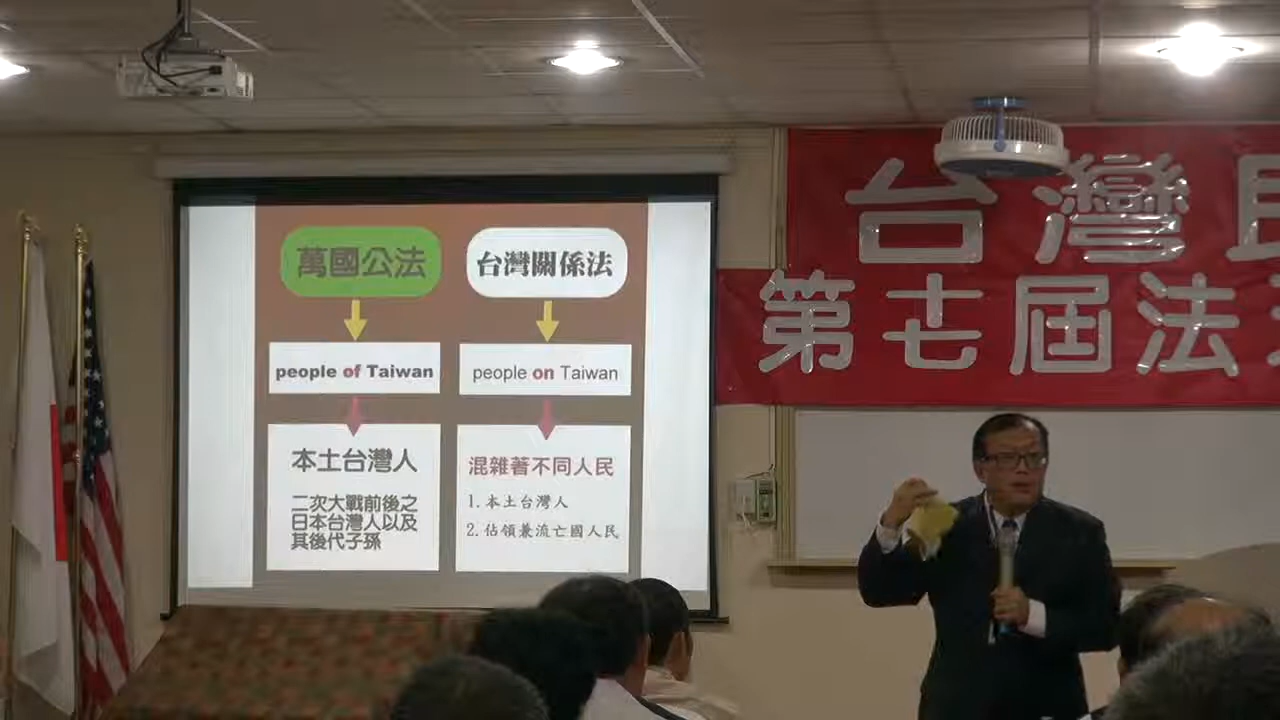 萬國公法
台灣關係法
people of Taiwan
people on Taiwan
本土台灣人
二次大戰前後之
日本台灣人以及
其後代子孫
混雜著不同人民
1. 本土台灣人
2. 佔領兼流亡國人民
台灣
第七屆法